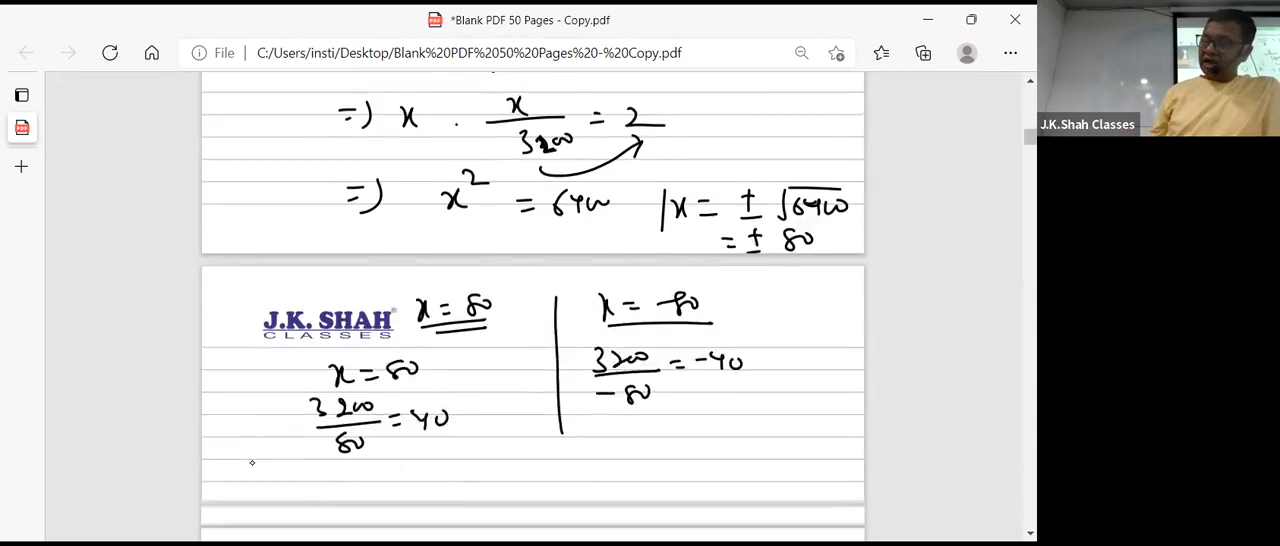 *Blank PDF 50 Pages - Copy.pdf
File | C:/Users/insti/Desktop/Blank%20PDF%2050%20Pages%20-%20Copy.pdf
J.K.Shah Classes
=) x . x/3200 = 2
=) x² = 6400 | x = ± √6400
= ± 80
J.K. SHAH®
CLASSES
x = 80
x = 80
3200/80 = 40
x = -80
3200/-80 = -40